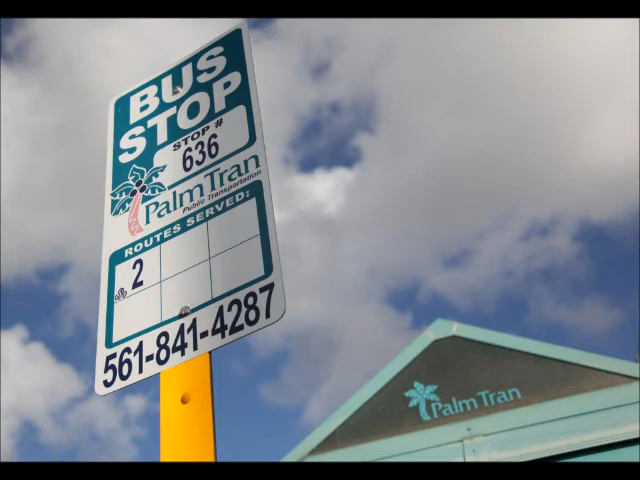 BUS
STOP
STOP #
636
Palm Tran
Public Transportation
ROUTES SERVED:
2
561-841-4287
Palm Tran